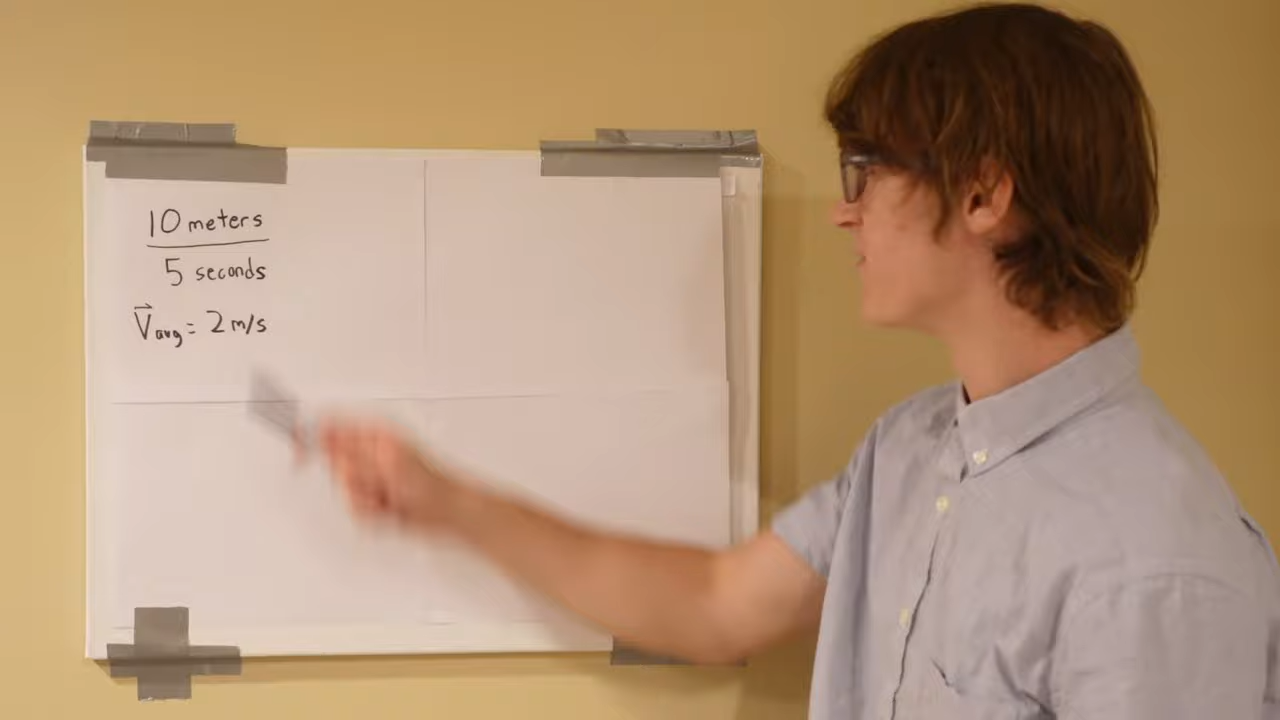 10 meters
5 seconds
V⃗avg = 2 m/s